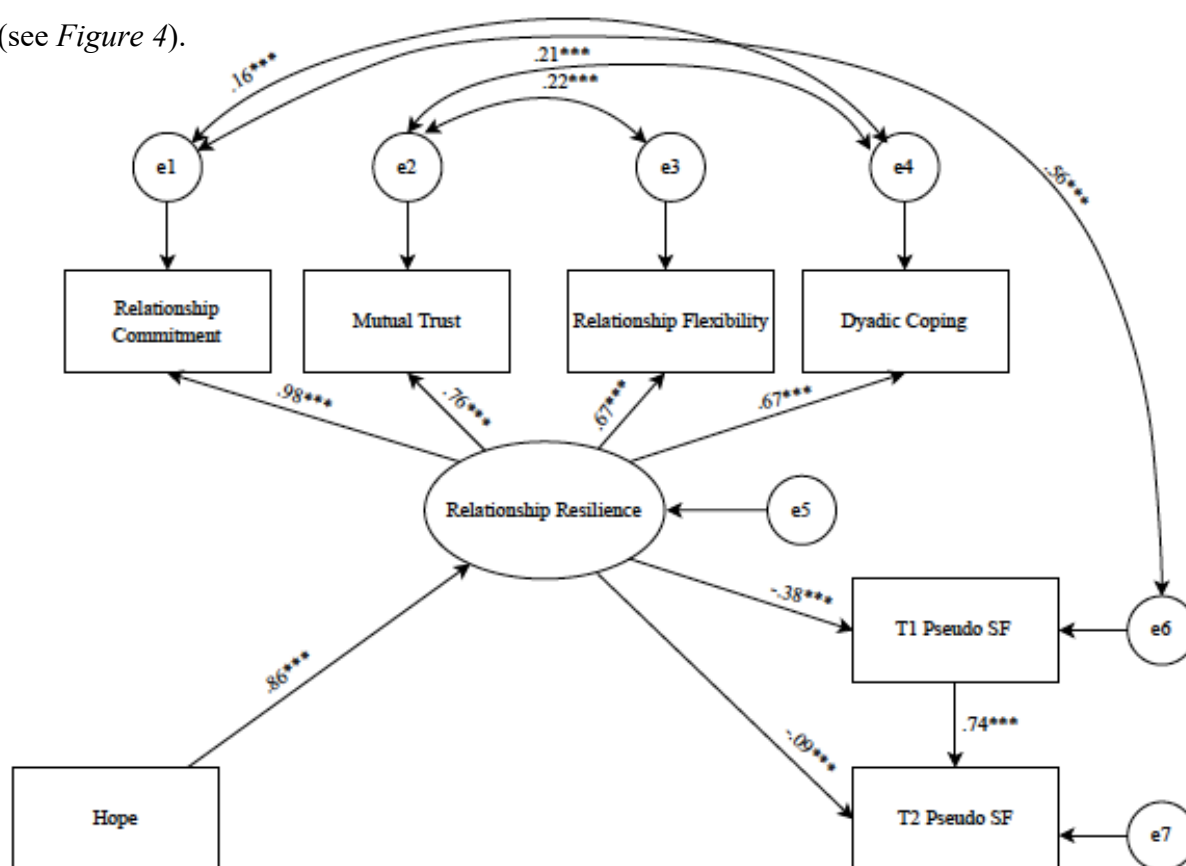 (see Figure 4).
.16***
.21***
.22***
.56***
e1
e2
e3
e4
Relationship
Commitment
Mutual Trust
Relationship Flexibility
Dyadic Coping
.98***
.76***
.67***
.67***
Relationship Resilience
e5
-.38***
T1 Pseudo SF
e6
.86***
.74***
-.09***
Hope
T2 Pseudo SF
e7